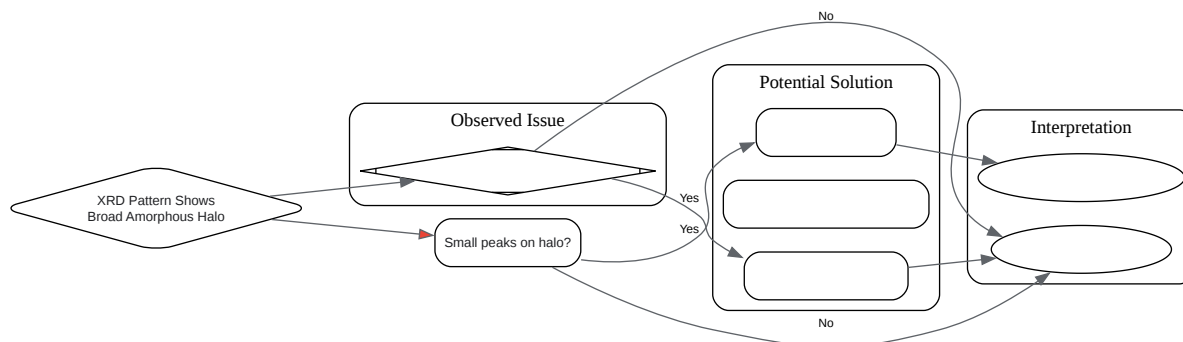 No
Potential Solution
Observed Issue
Interpretation
XRD Pattern Shows
Broad Amorphous Halo
Yes
Yes
Small peaks on halo?
No